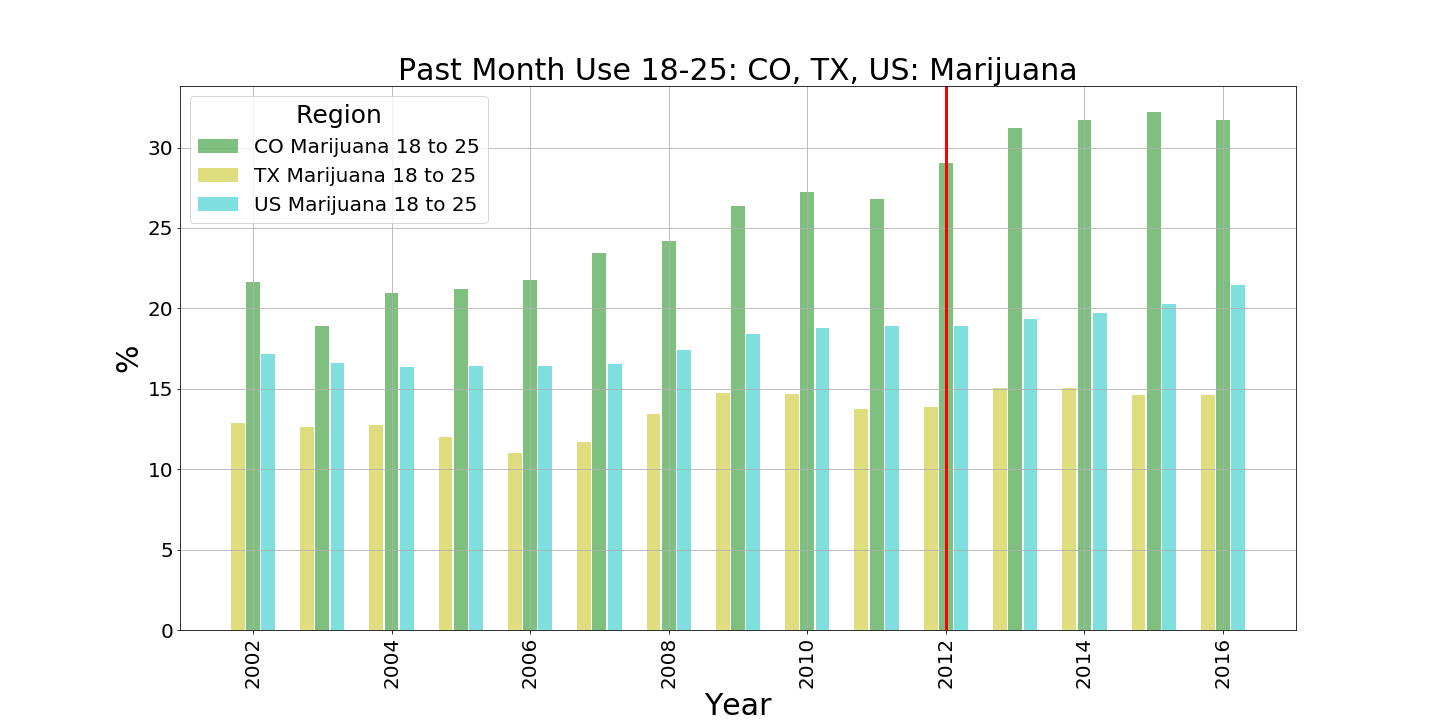 Past Month Use 18-25: CO, TX, US: Marijuana
Region
CO Marijuana 18 to 25
TX Marijuana 18 to 25
US Marijuana 18 to 25
%
30
25
20
15
10
5
0
2002
2004
2006
2008
2010
2012
2014
2016
Year